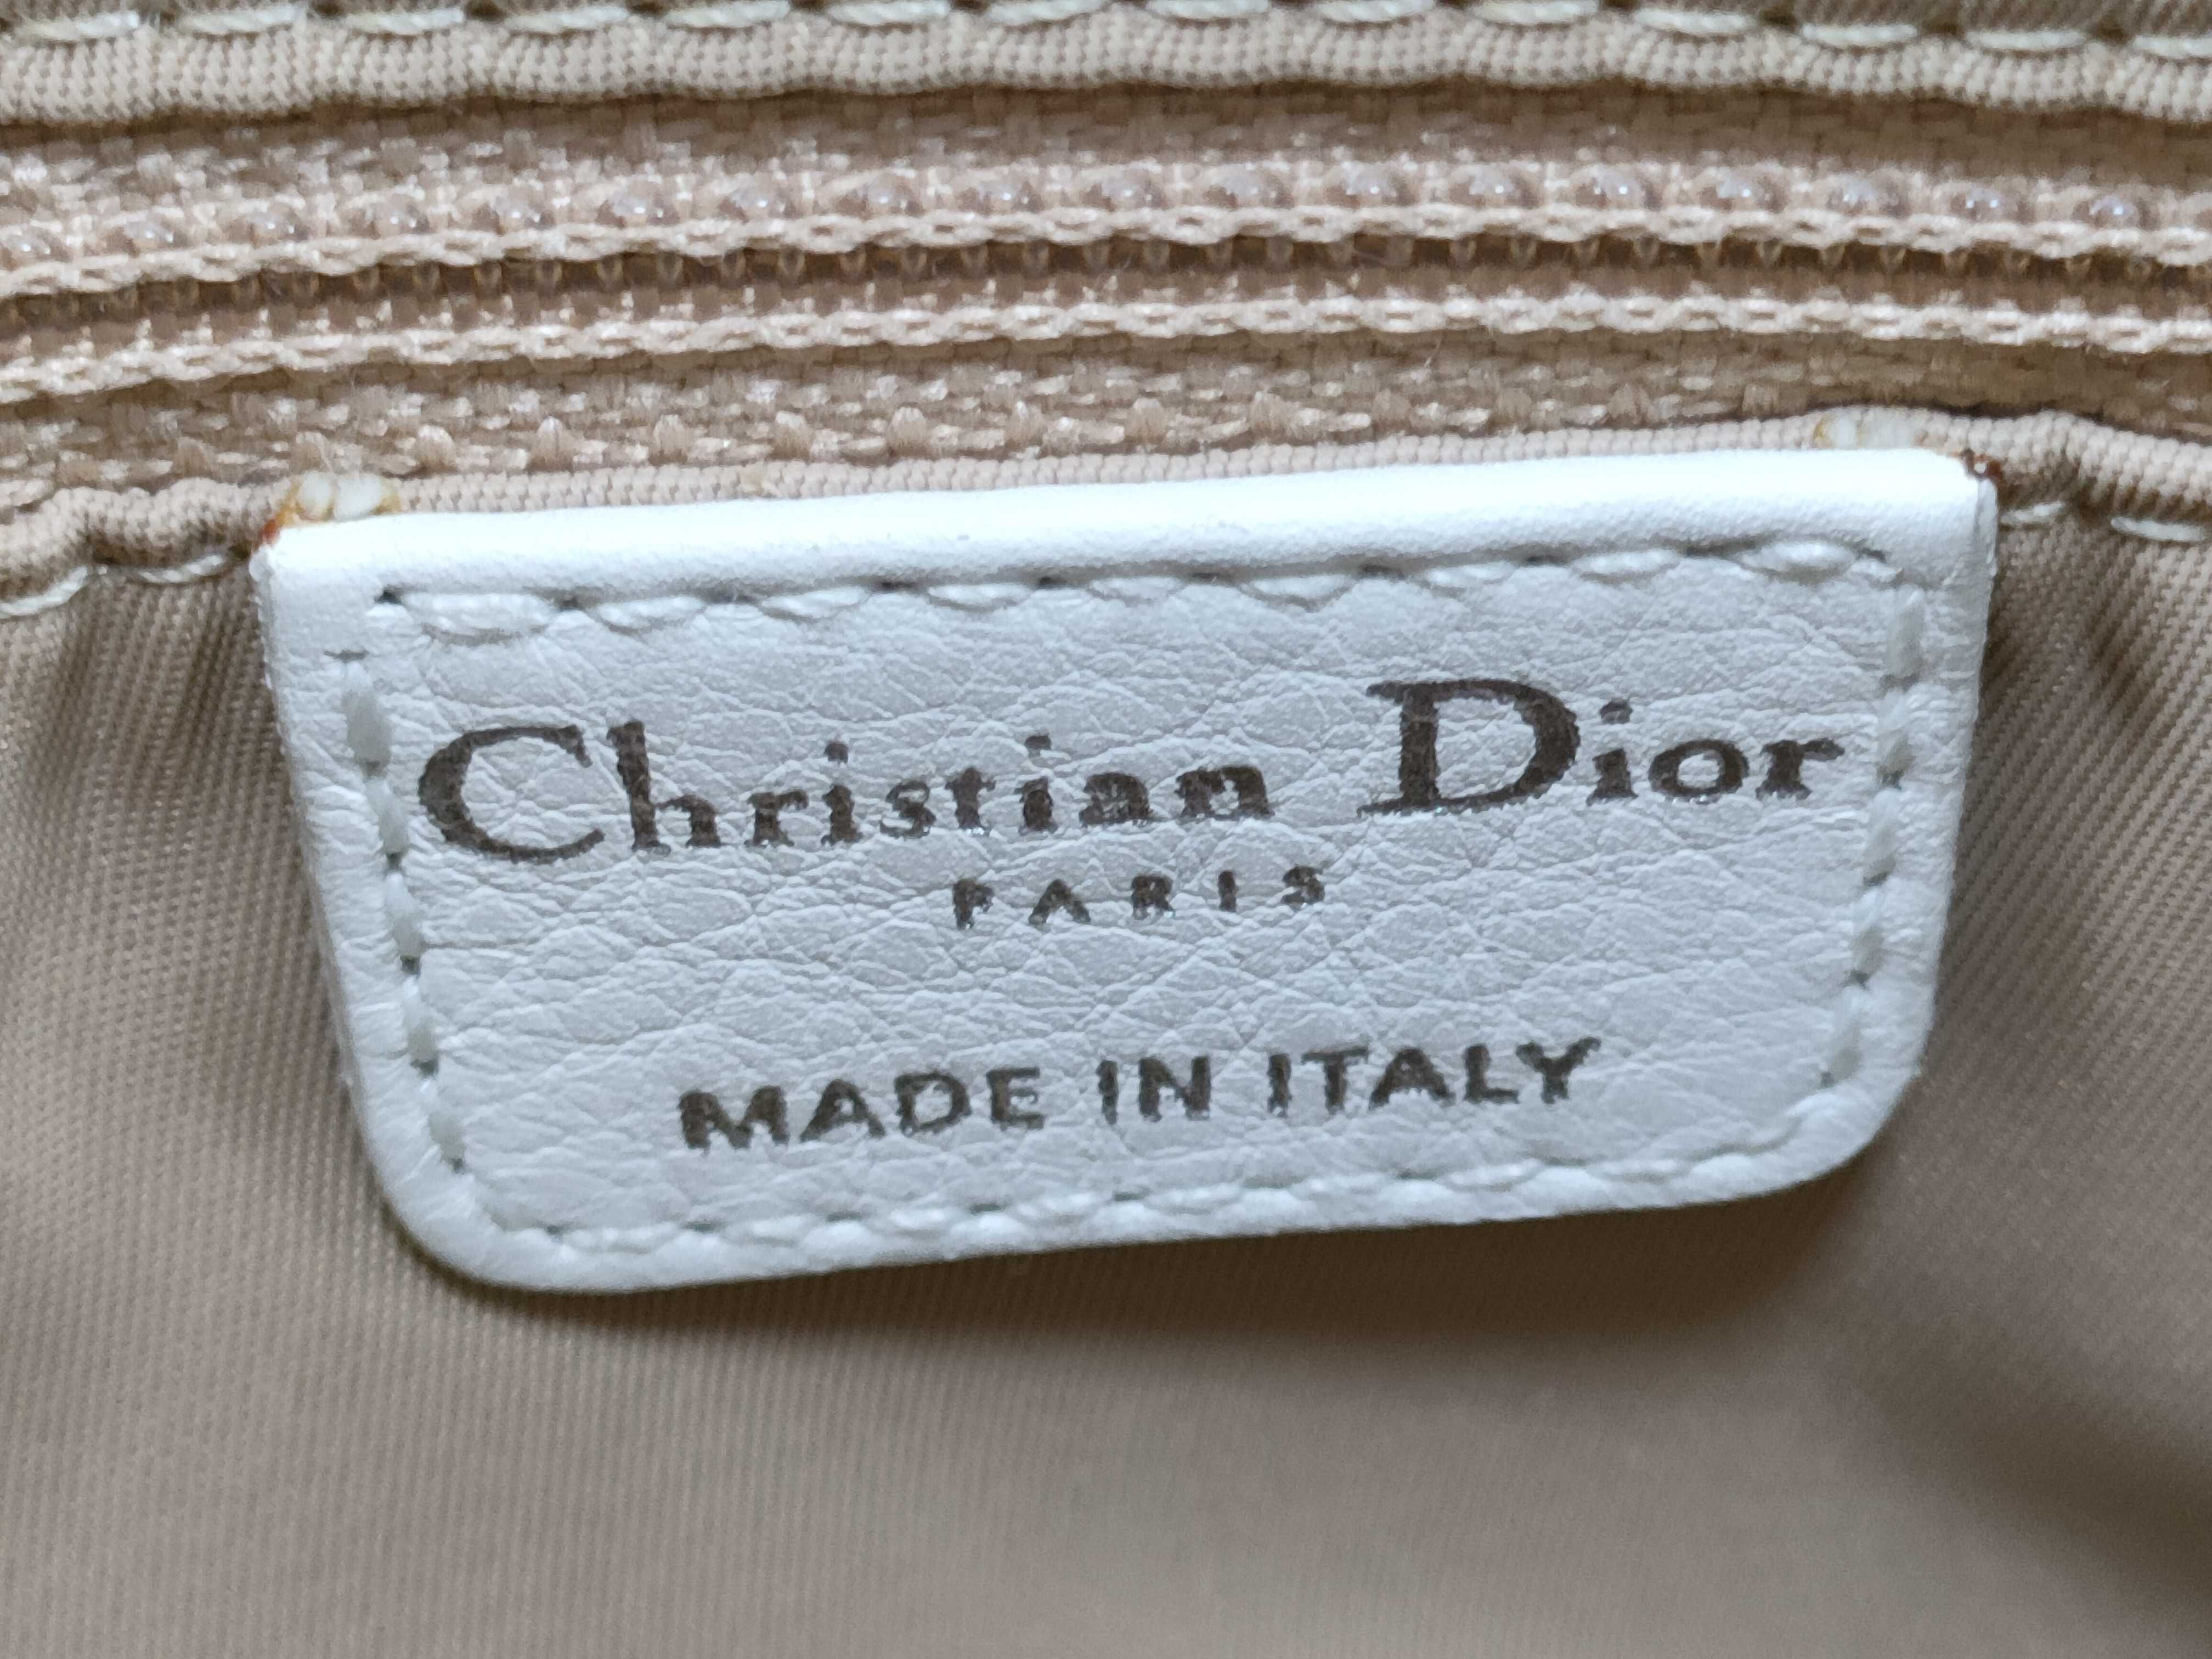 Christian Dior
PARIS
MADE IN ITALY